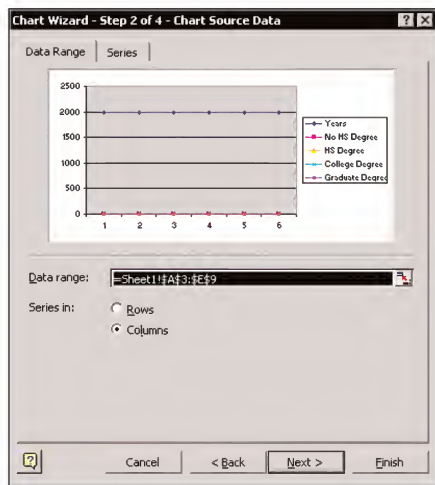 Chart Wizard - Step 2 of 4 - Chart Source Data
Data Range Series
2500
2000
1500
1000
500
0
1 2 3 4 5 6
Years
No HS Degree
HS Degree
College Degree
Graduate Degree
Data range: =Sheet1!$A$3:$E$9
Series in: Rows
Columns
Cancel < Back Next > Finish